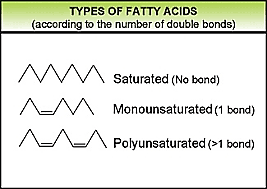 TYPES OF FATTY ACIDS
(according to the number of double bonds)
Saturated (No bond)
Monounsaturated (1 bond)
Polyunsaturated (>1 bond)